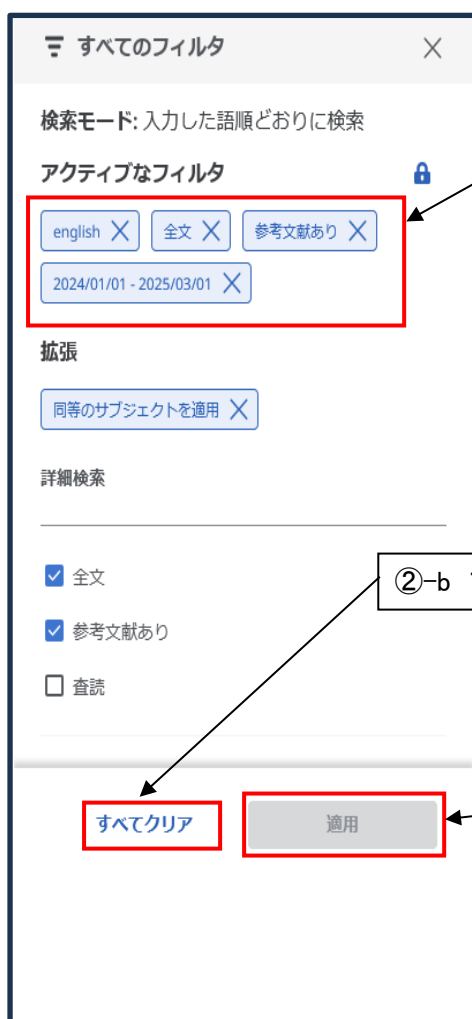 すべてのフィルタ
検索モード: 入力した語順どおりに検索
アクティブなフィルタ
english 全文 参考文献あり
2024/01/01 - 2025/03/01
拡張
同等のサブジェクトを適用
詳細検索
全文
②-b
参考文献あり
査読
すべてクリア 適用